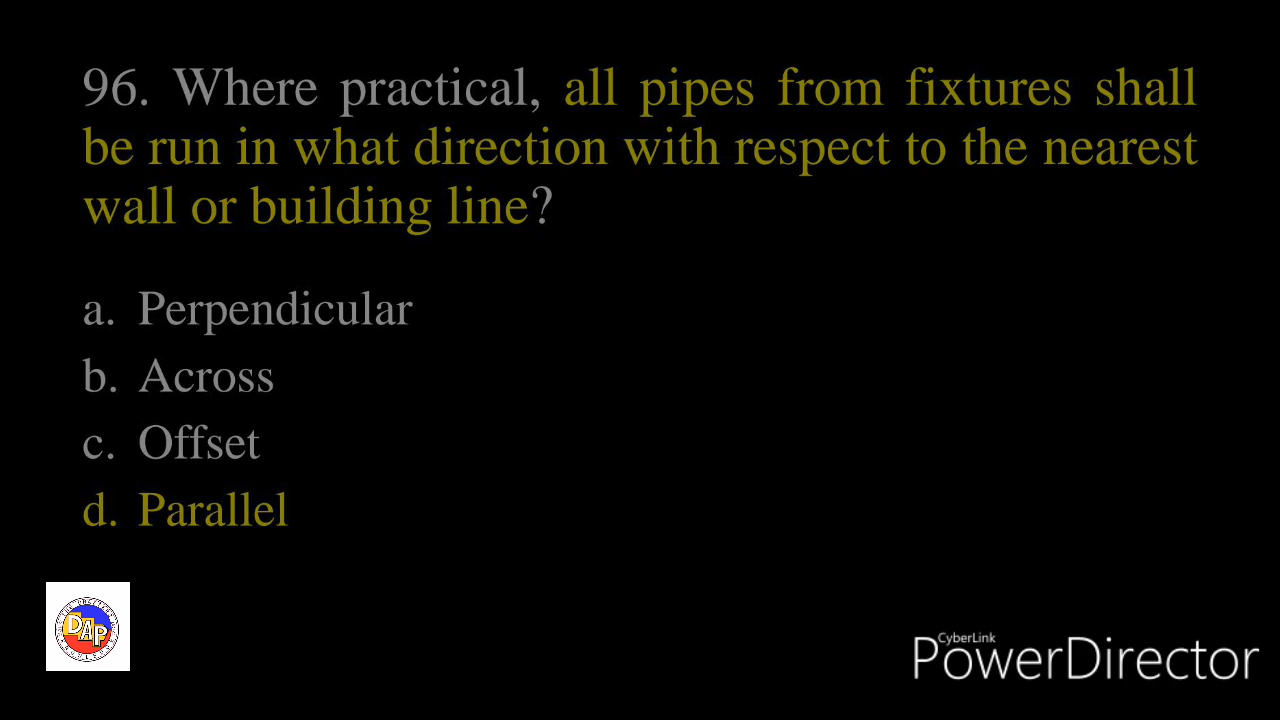 96. Where practical, all pipes from fixtures shall
be run in what direction with respect to the nearest
wall or building line?
a. Perpendicular
b. Across
c. Offset
d. Parallel
DAP
CyberLink
PowerDirector